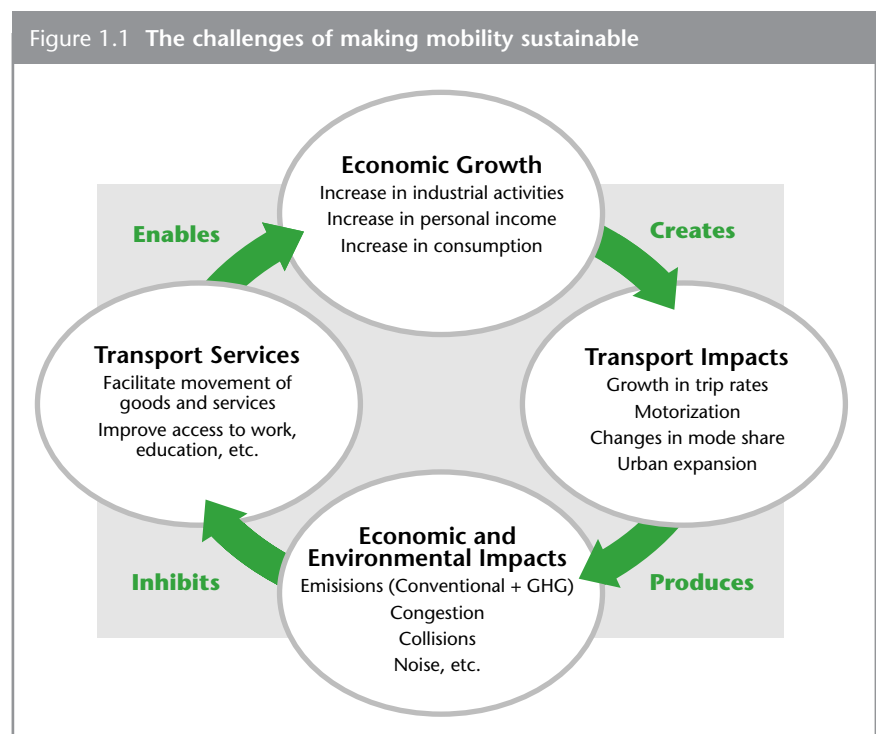 Figure 1.1 The challenges of making mobility sustainable
Economic Growth
Increase in industrial activities
Increase in personal income
Increase in consumption
Enables
Creates
Transport Services
Facilitate movement of
goods and services
Improve access to work,
education, etc.
Transport Impacts
Growth in trip rates
Motorization
Changes in mode share
Urban expansion
Economic and
Environmental Impacts
Emisisions (Conventional + GHG)
Congestion
Collisions
Noise, etc.
Inhibits
Produces